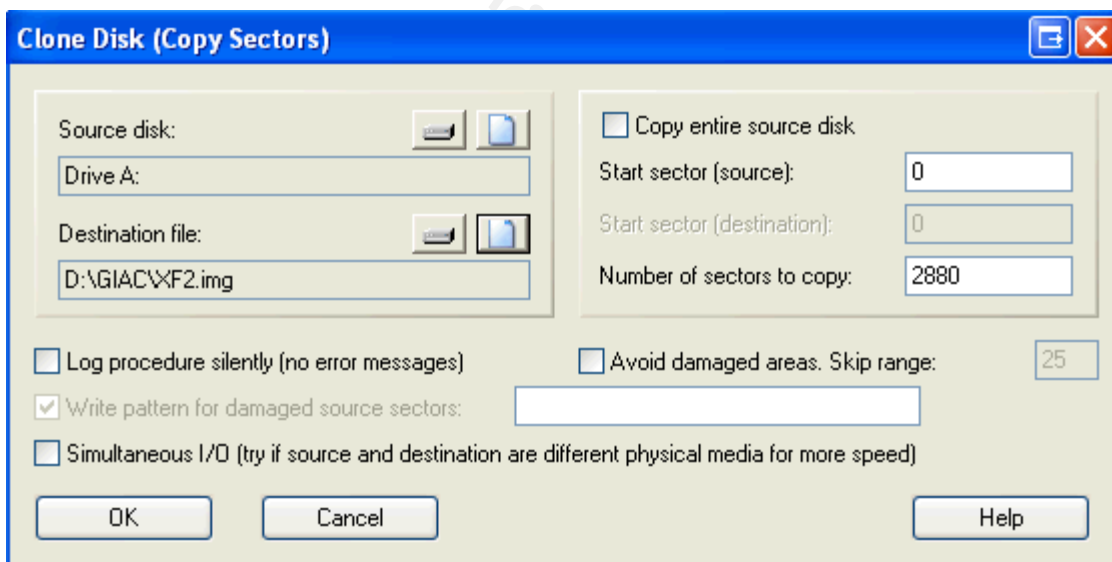 Clone Disk (Copy Sectors)
Source disk:
Drive A:
Destination file:
D:\GIAC\XF2.img
Copy entire source disk
Start sector (source): 0
Start sector (destination): 0
Number of sectors to copy: 2880
Log procedure silently (no error messages)
Avoid damaged areas. Skip range: 25
Write pattern for damaged source sectors:
Simultaneous I/O (try if source and destination are different physical media for more speed)
OK Cancel Help